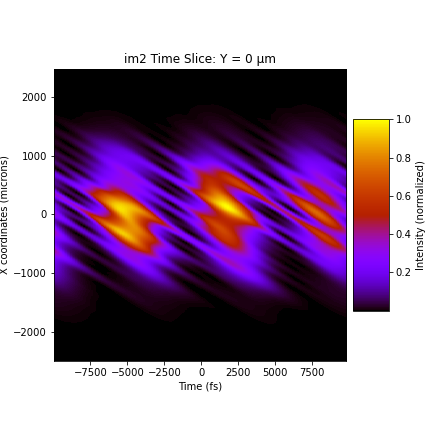 im2 Time Slice: Y = 0 μm
2000
1000
0
−1000
−2000
X coordinates (microns)
−7500 −5000 −2500 0 2500 5000 7500
Time (fs)
1.0
0.8
0.6
0.4
0.2
Intensity (normalized)